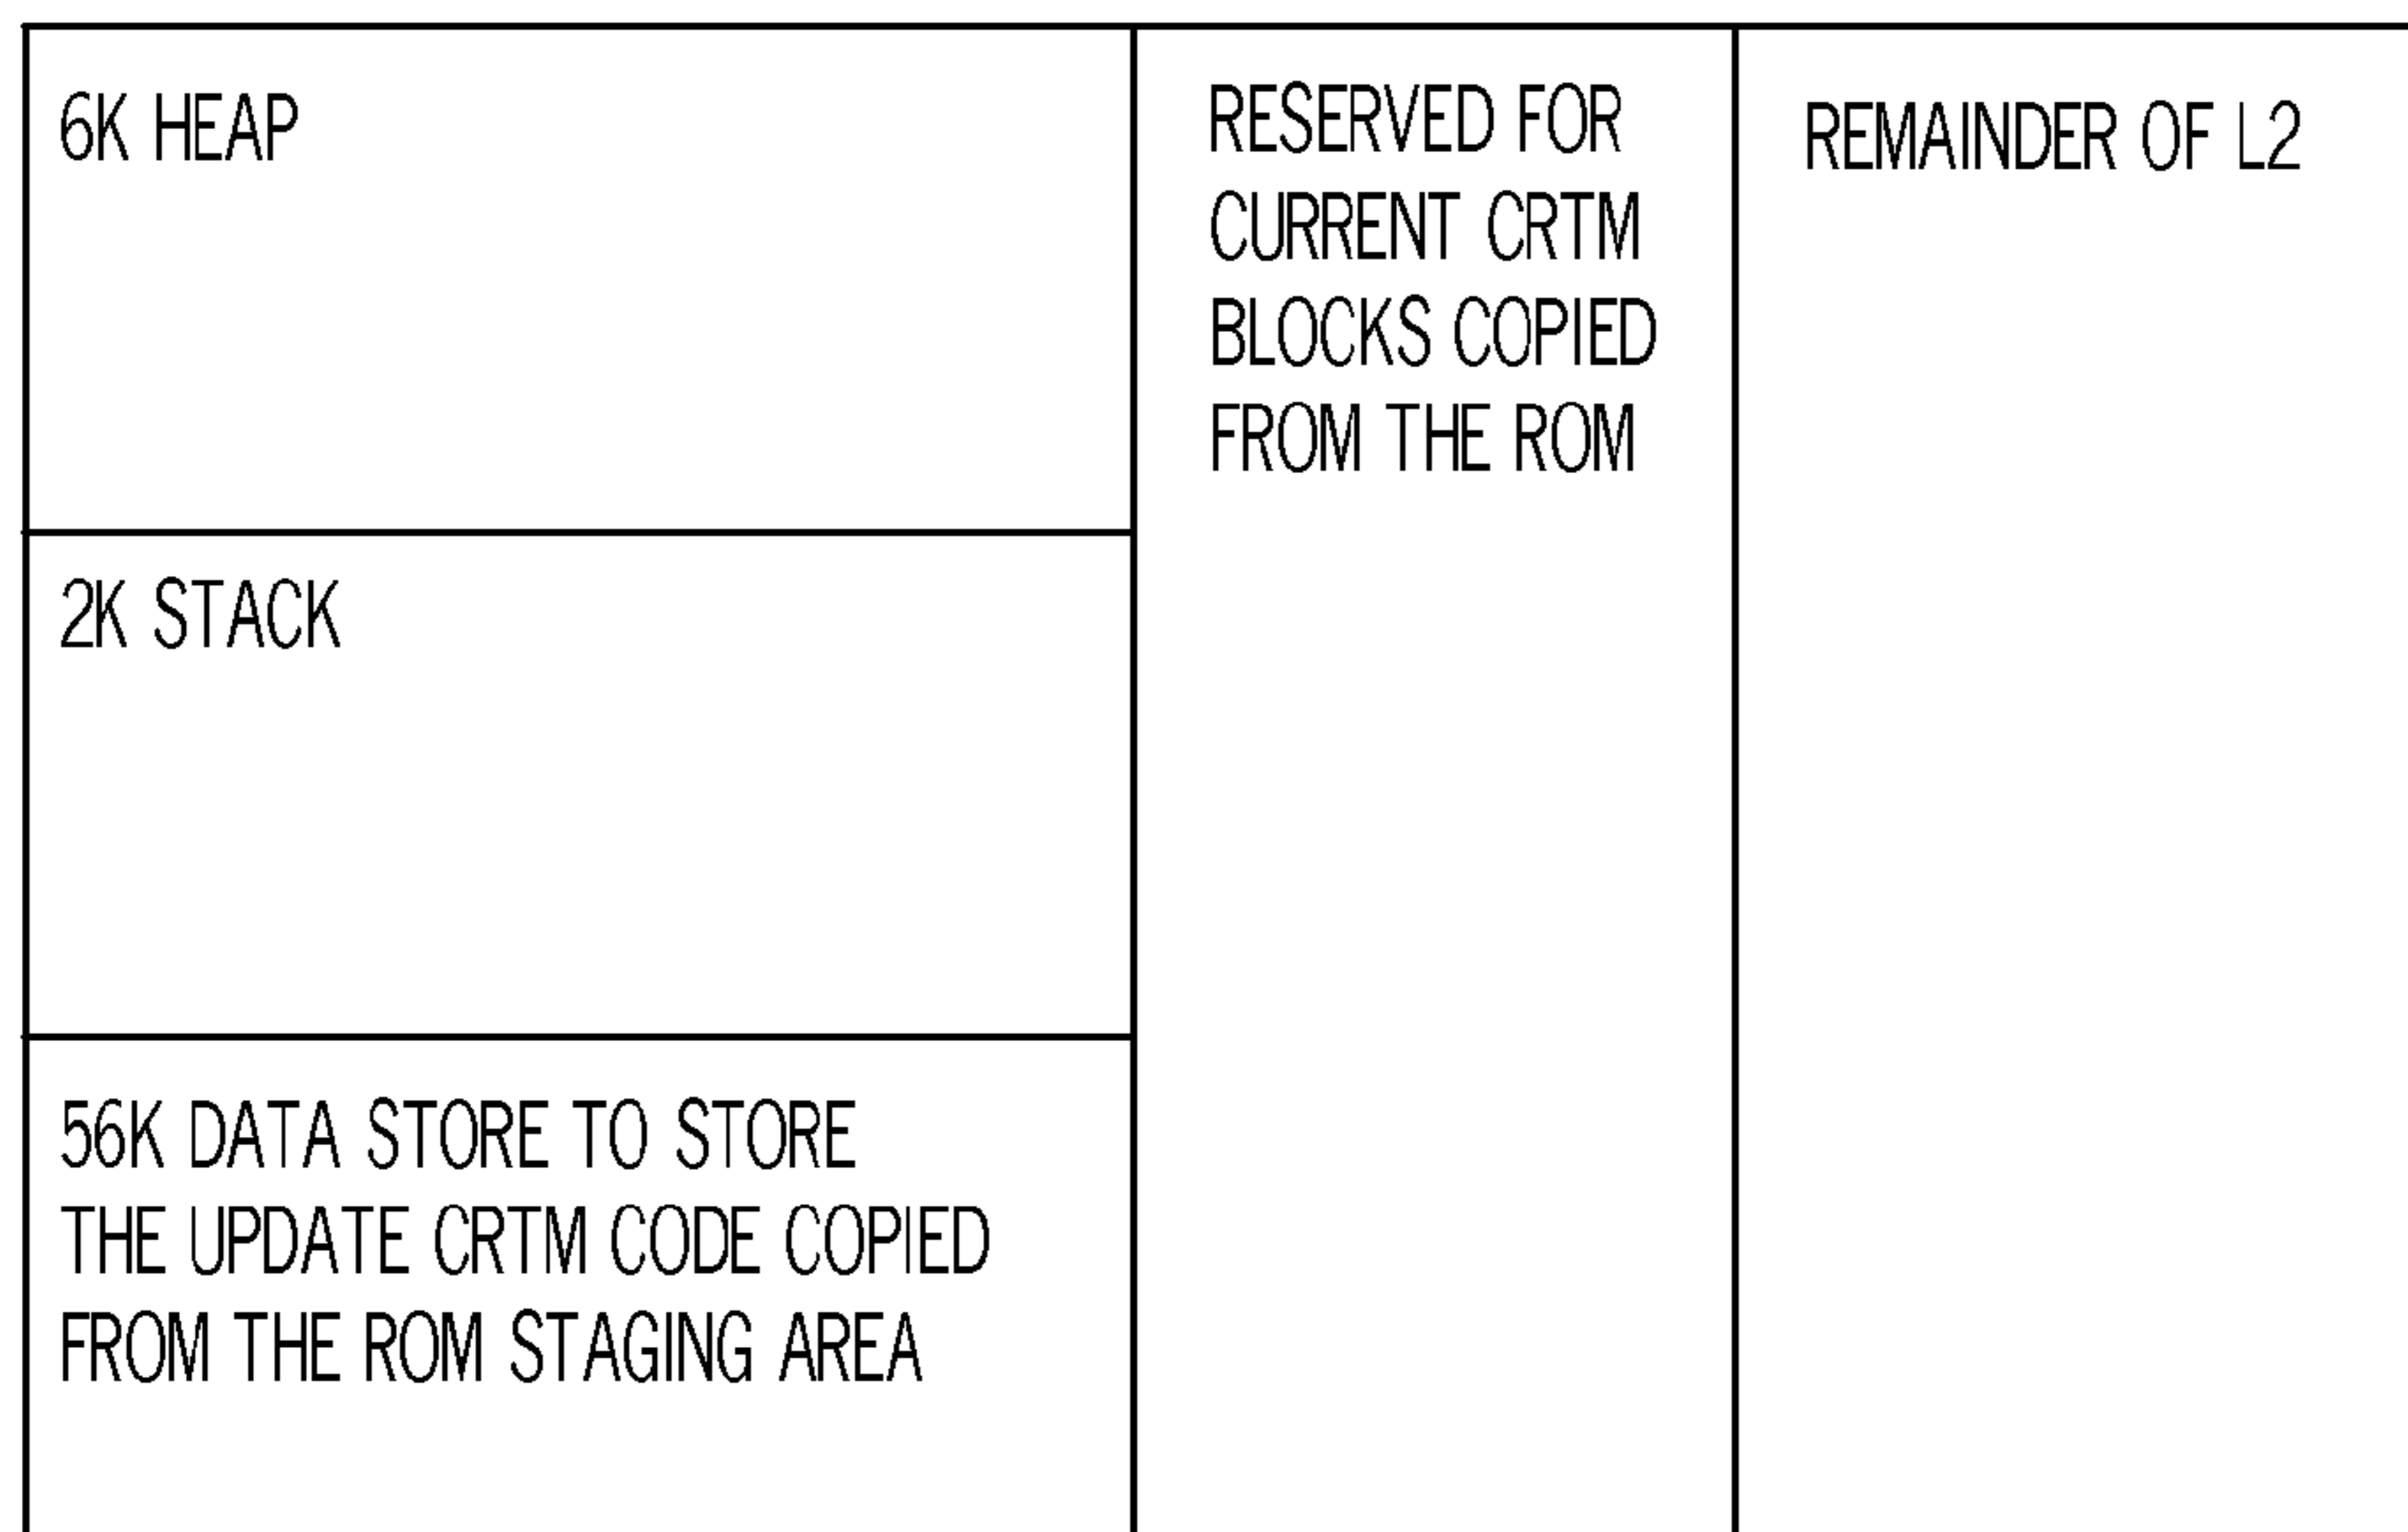 6K HEAP
2K STACK
56K DATA STORE TO STORE
THE UPDATE CRTM CODE COPIED
FROM THE ROM STAGING AREA
RESERVED FOR
CURRENT CRTM
BLOCKS COPIED
FROM THE ROM
REMAINDER OF L2